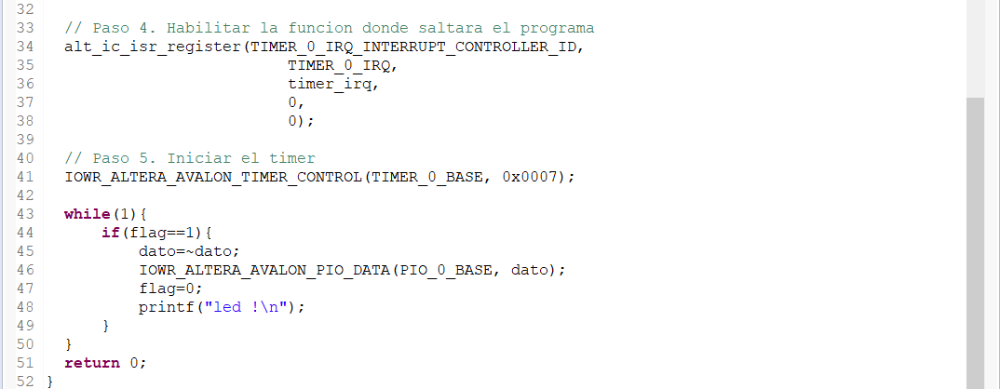 32
33 // Paso 4. Habilitar la funcion donde saltara el programa
34 alt_ic_isr_register(TIMER_0_IRQ_INTERRUPT_CONTROLLER_ID,
35 TIMER_0_IRQ,
36 timer_irq,
37 0,
38 0);
39
40 // Paso 5. Iniciar el timer
41 IOWR_ALTERA_AVALON_TIMER_CONTROL(TIMER_0_BASE, 0x0007);
42
43 while(1){
44 if(flag==1){
45 dato=~dato;
46 IOWR_ALTERA_AVALON_PIO_DATA(PIO_0_BASE, dato);
47 flag=0;
48 printf("led !\n");
49 }
50 }
51 return 0;
52 }